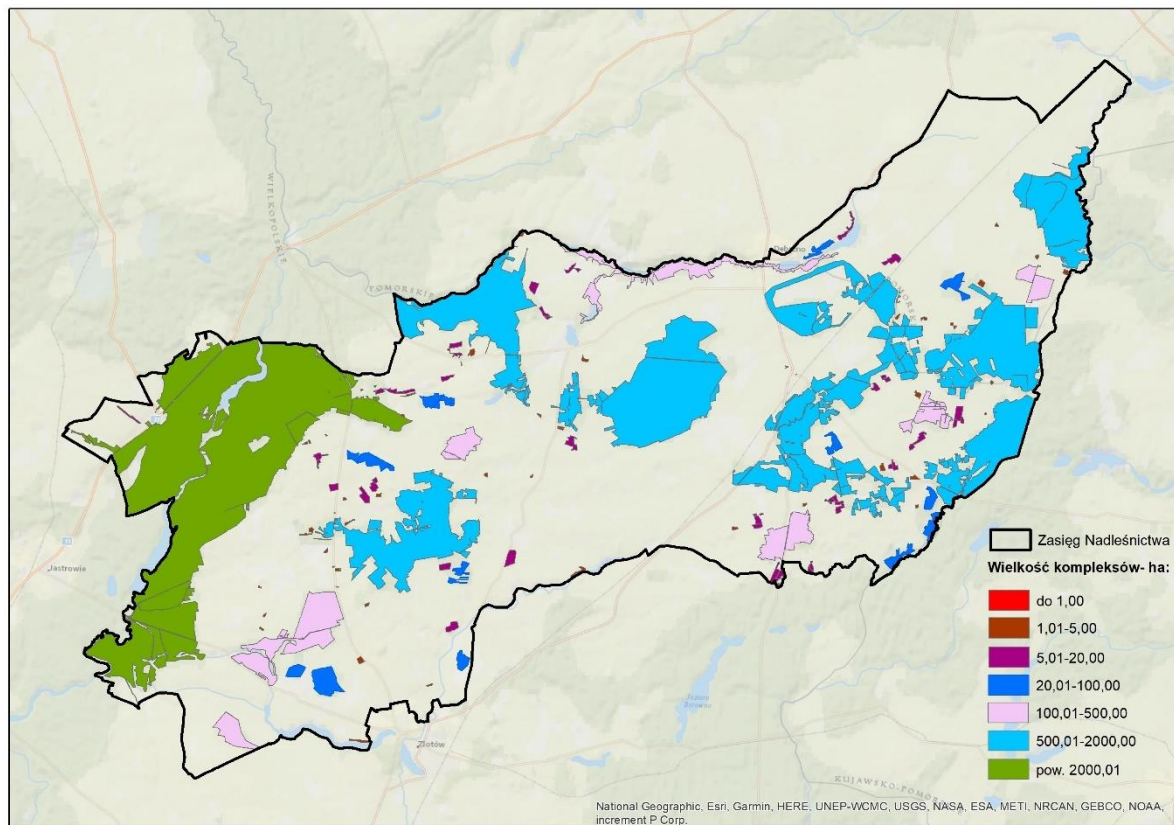 WIELKOPOLSKIE
POMORSKIE
Debrzno
POMORSK
Jastrowie
Złotów
Zasięg Nadleśnictwa
Wielkość kompleksów- ha:
do 1,00
1,01-5,00
5,01-20,00
20,01-100,00
100,01-500,00
500,01-2000,00
pow. 2000,01
KUJAWSKO-POMORSKIE
National Geographic, Esri, Garmin, HERE, UNEP-WCMC, USGS, NASA, ESA, METI, NRCAN, GEBCO, NOAA,
increment P Corp.